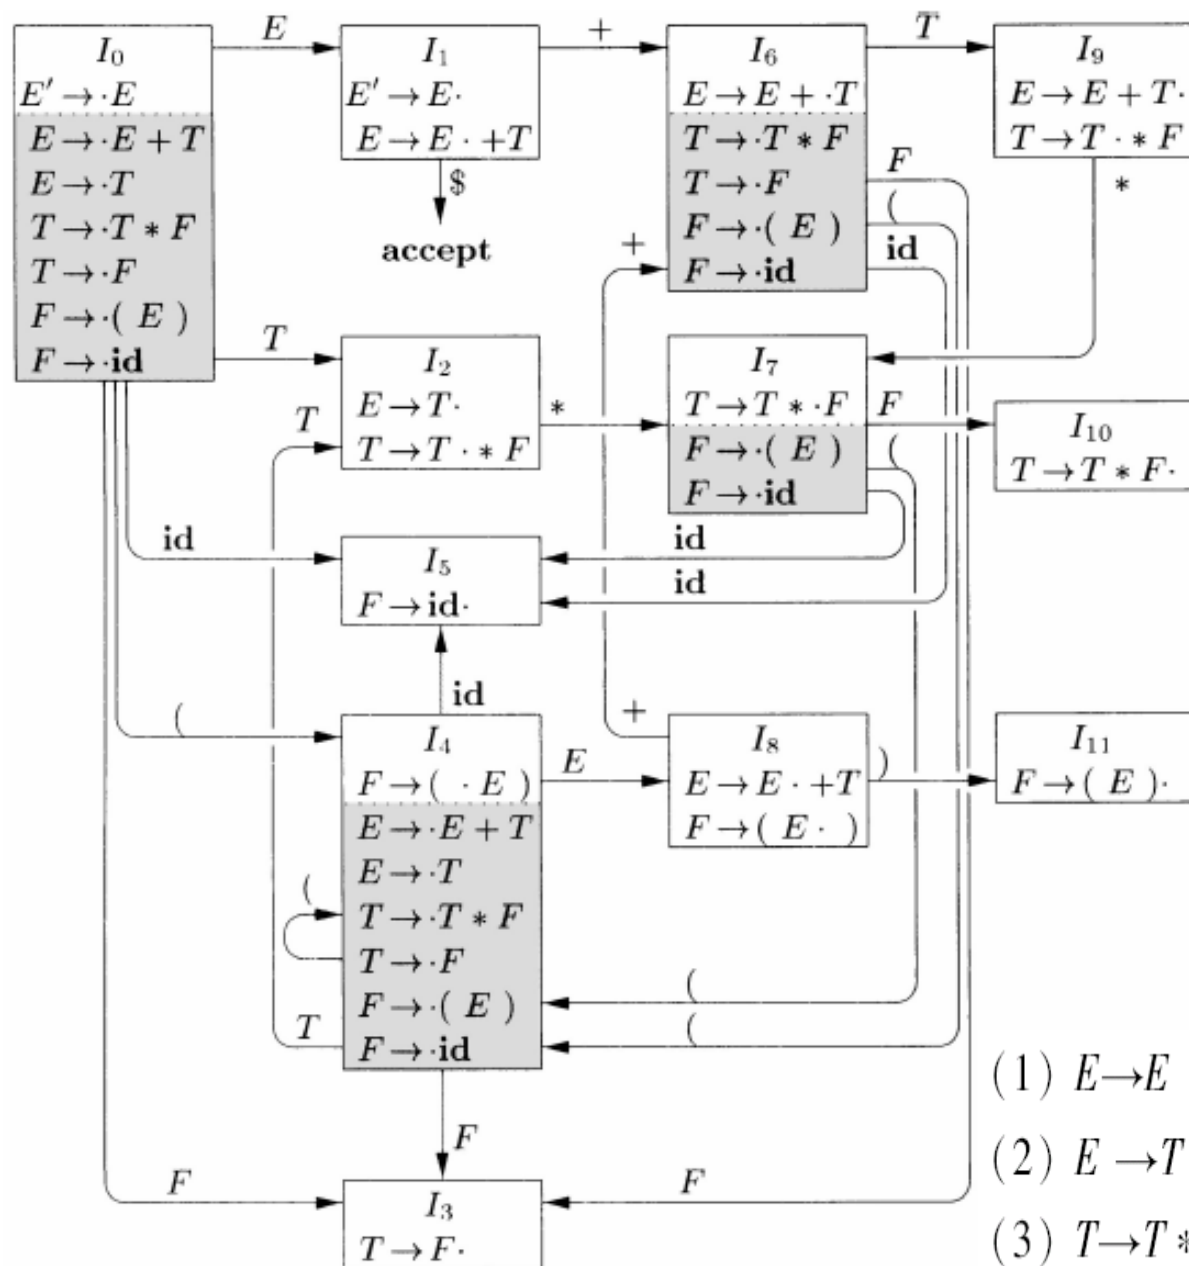 I₀
E' → ·E
E → ·E + T
E → ·T
T → ·T * F
T → ·F
F → ·( E )
F → ·id
E
I₁
E' → E·
E → E · +T
$
accept
+
I₆
E → E + ·T
T → ·T * F
T → ·F
F → ·( E )
F → ·id
T
I₉
E → E + T·
T → T · * F
*
F
(
id
+
T
I₂
E → T·
T → T · * F
T
*
I₇
T → T * ·F
F → ·( E )
F → ·id
F
(
I₁₀
T → T * F·
id
I₅
F → id·
id
id
id
(
I₄
F → ( · E )
E → ·E + T
E → ·T
T → ·T * F
T → ·F
F → ·( E )
F → ·id
E
+
I₈
E → E · +T
F → ( E · )
)
I₁₁
F → ( E )·
(
T
(
(
F
F
I₃
T → F·
F
(1) E→E
(2) E →T
(3) T→T*